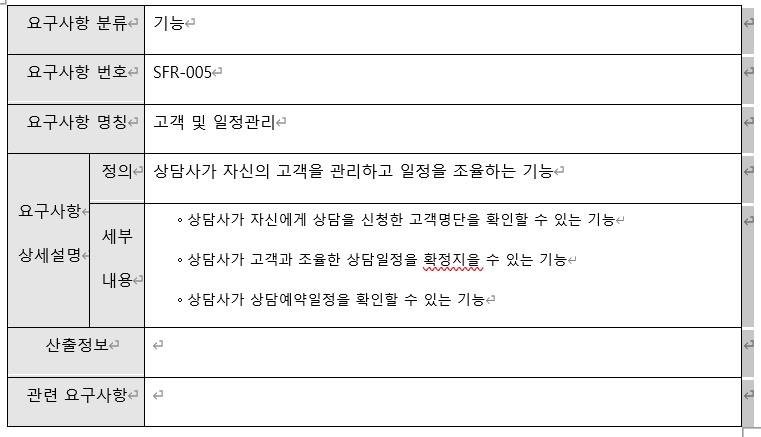 요구사항 분류 기능
요구사항 번호 SFR-005
요구사항 명칭 고객 및 일정관리
요구사항
상세설명
정의 상담사가 자신의 고객을 관리하고 일정을 조율하는 기능
세부
내용
◦ 상담사가 자신에게 상담을 신청한 고객명단을 확인할 수 있는 기능
◦ 상담사가 고객과 조율한 상담일정을 확정지을 수 있는 기능
◦ 상담사가 상담예약일정을 확인할 수 있는 기능
산출정보
관련 요구사항